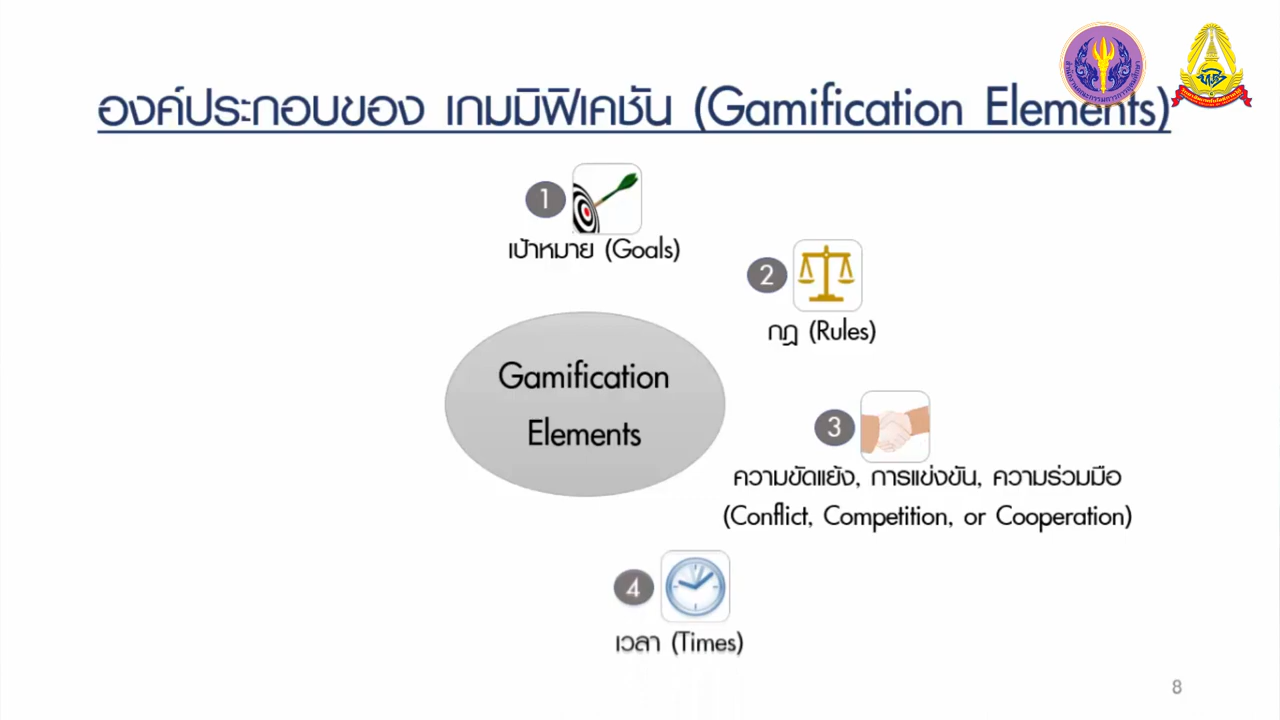 องค์ประกอบของ เกมมิฟิเคชัน (Gamification Elements)
1
เป้าหมาย (Goals)
2
กฎ (Rules)
Gamification
Elements
3
ความขัดแย้ง, การแข่งขัน, ความร่วมมือ
(Conflict, Competition, or Cooperation)
4
เวลา (Times)
8